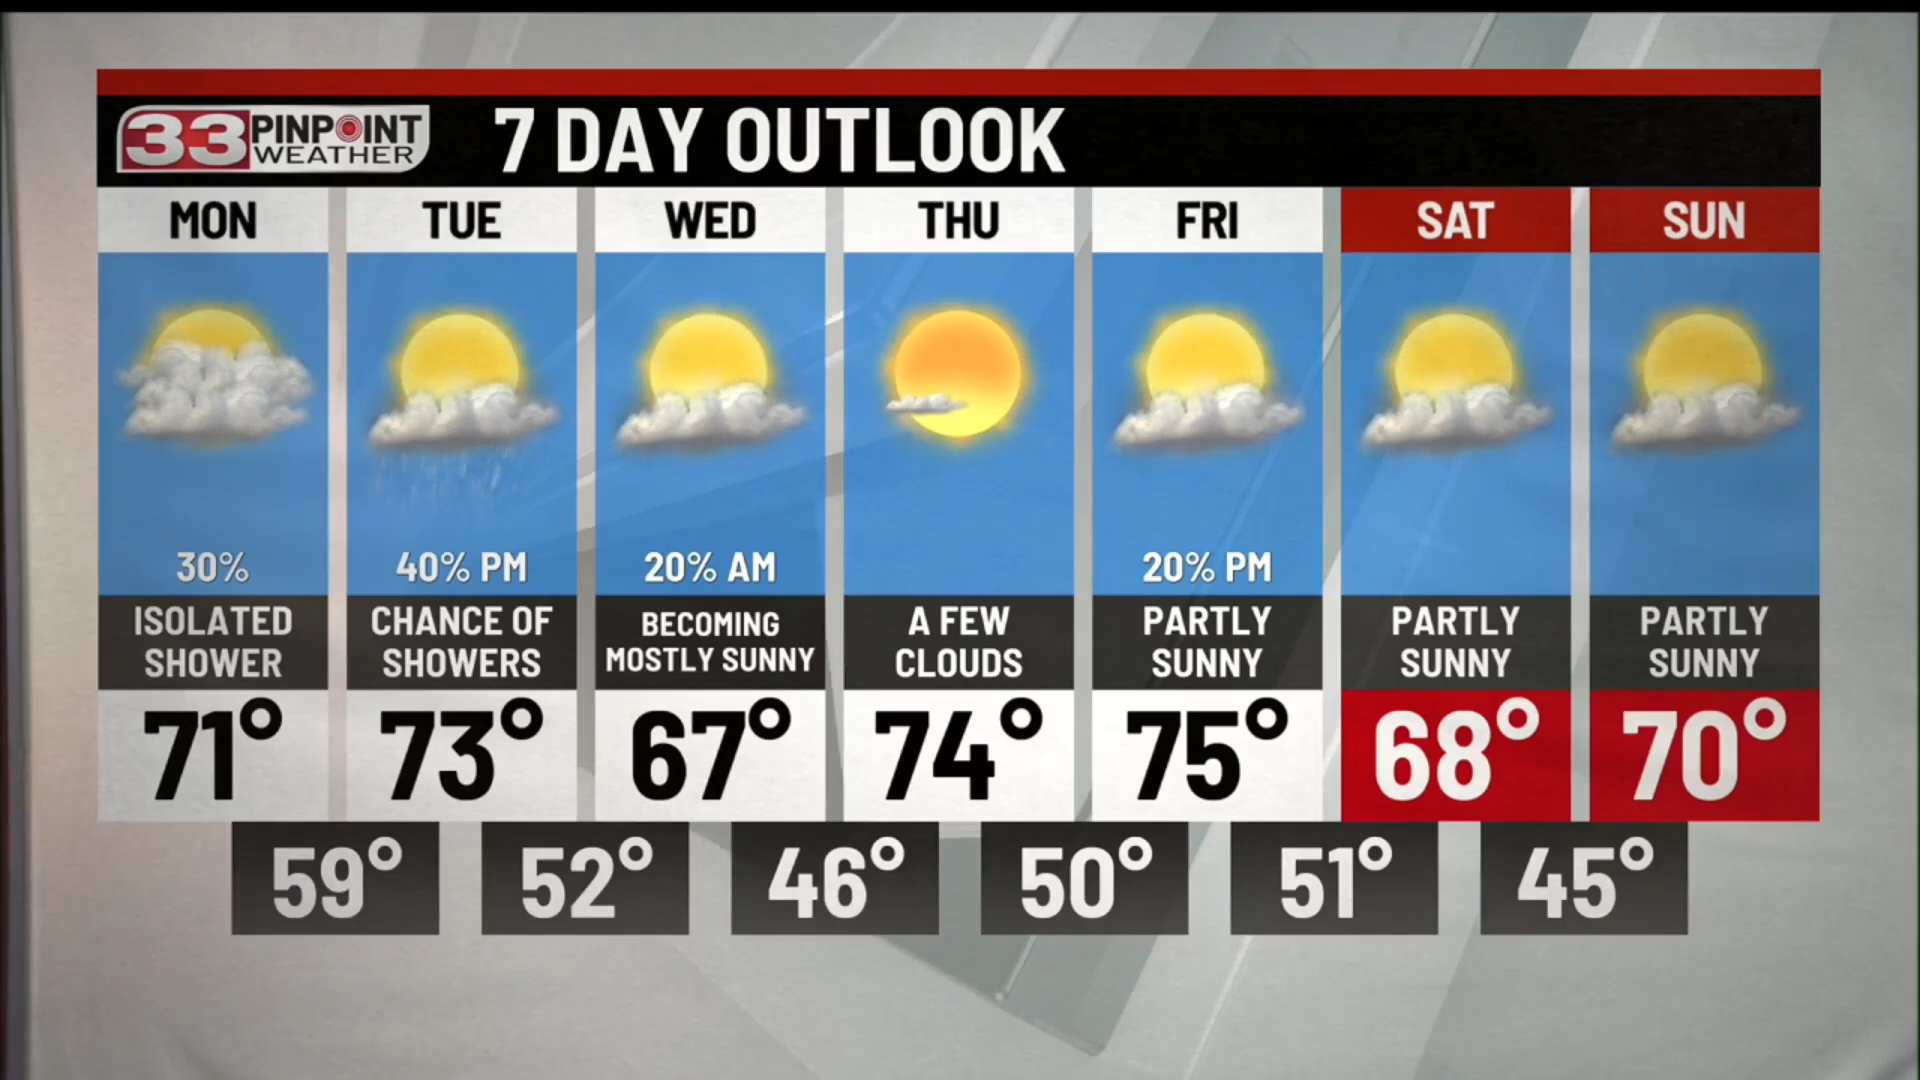 33 PINPOINT WEATHER
7 DAY OUTLOOK
MON TUE WED THU FRI SAT SUN
30% 40% PM 20% AM 20% PM
ISOLATED CHANCE OF BECOMING A FEW PARTLY PARTLY PARTLY
SHOWER SHOWERS MOSTLY SUNNY CLOUDS SUNNY SUNNY SUNNY
71° 73° 67° 74° 75° 68° 70°
59° 52° 46° 50° 51° 45°